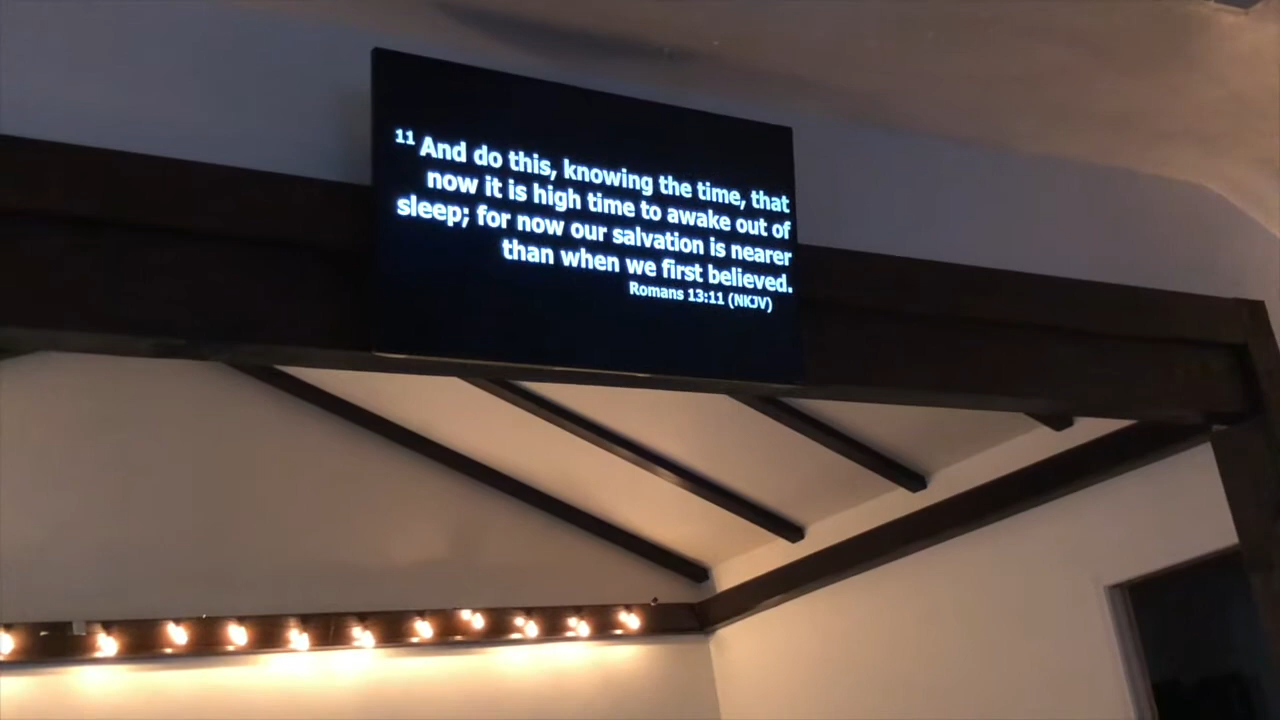 11 And do this, knowing the time, that
now it is high time to awake out of
sleep; for now our salvation is nearer
than when we first believed.
Romans 13:11 (NKJV)